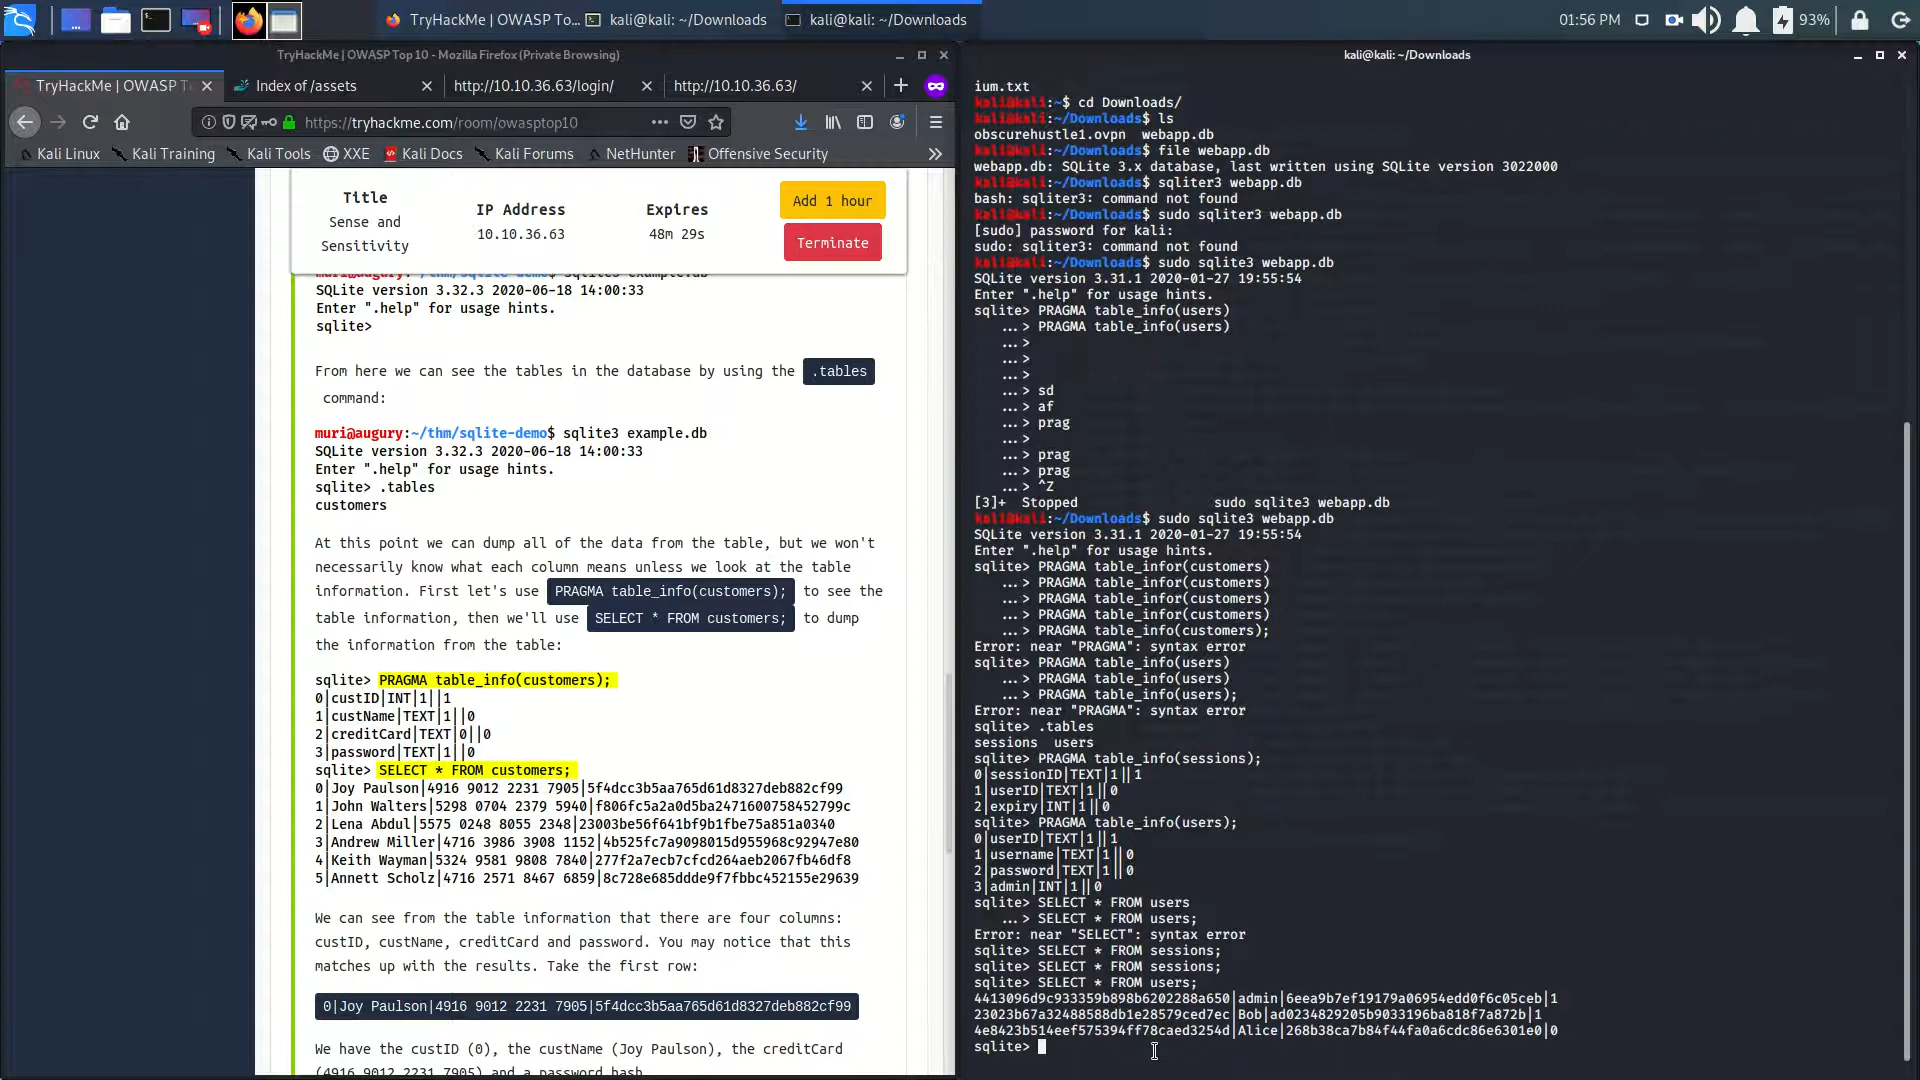 TryHackMe | OWASP To...
kali@kali: ~/Downloads
kali@kali: ~/Downloads
01:56 PM
93%
TryHackMe | OWASP Top 10 - Mozilla Firefox (Private Browsing)
TryHackMe | OWASP T
Index of /assets
http://10.10.36.63/login/
http://10.10.36.63/
https://tryhackme.com/room/owasptop10
Kali Linux
Kali Training
Kali Tools
XXE
Kali Docs
Kali Forums
NetHunter
Offensive Security
Title
Sense and
Sensitivity
IP Address
10.10.36.63
Expires
48m 29s
Add 1 hour
Terminate
muri@augury:~/thm/sqlite-demo$ sqlite3 example.db
SQLite version 3.32.3 2020-06-18 14:00:33
Enter ".help" for usage hints.
sqlite>
From here we can see the tables in the database by using the .tables
command:
muri@augury:~/thm/sqlite-demo$ sqlite3 example.db
SQLite version 3.32.3 2020-06-18 14:00:33
Enter ".help" for usage hints.
sqlite> .tables
customers
At this point we can dump all of the data from the table, but we won't
necessarily know what each column means unless we look at the table
information. First let's use PRAGMA table_info(customers); to see the
table information, then we'll use SELECT * FROM customers; to dump
the information from the table:
sqlite> PRAGMA table_info(customers);
0|custID|INT|1||1
1|custName|TEXT|1||0
2|creditCard|TEXT|0||0
3|password|TEXT|1||0
sqlite> SELECT * FROM customers;
0|Joy Paulson|4916 9012 2231 7905|5f4dcc3b5aa765d61d8327deb882cf99
1|John Walters|5298 0704 2379 5940|f806fc5a2a0d5ba2471600758452799c
2|Lena Abdul|5575 0248 8055 2348|23003be56f641bf9b1fbe75a851a0340
3|Andrew Miller|4716 3986 3908 1152|4b525fc7a9098015d955968c92947e80
4|Keith Wayman|5324 9581 9808 7840|277f2a7ecb7cfcd264aeb2067fb46df8
5|Annett Scholz|4716 2571 8467 6859|8c728e685ddde9f7fbbc452155e29639
We can see from the table information that there are four columns:
custID, custName, creditCard and password. You may notice that this
matches up with the results. Take the first row:
0|Joy Paulson|4916 9012 2231 7905|5f4dcc3b5aa765d61d8327deb882cf99
We have the custID (0), the custName (Joy Paulson), the creditCard
(4916 9012 2231 7905) and a password hash
kali@kali: ~/Downloads
ium.txt
kali@kali:~$ cd Downloads/
kali@kali:~/Downloads$ ls
obscurehustle1.ovpn  webapp.db
kali@kali:~/Downloads$ file webapp.db
webapp.db: SQLite 3.x database, last written using SQLite version 3022000
kali@kali:~/Downloads$ sqliter3 webapp.db
bash: sqliter3: command not found
kali@kali:~/Downloads$ sudo sqliter3 webapp.db
[sudo] password for kali:
sudo: sqliter3: command not found
kali@kali:~/Downloads$ sudo sqlite3 webapp.db
SQLite version 3.31.1 2020-01-27 19:55:54
Enter ".help" for usage hints.
sqlite> PRAGMA table_info(users)
...> PRAGMA table_info(users)
...>
...>
...>
...> sd
...> af
...> prag
...>
...> prag
...> prag
...> ^Z
[3]+  Stopped                 sudo sqlite3 webapp.db
kali@kali:~/Downloads$ sudo sqlite3 webapp.db
SQLite version 3.31.1 2020-01-27 19:55:54
Enter ".help" for usage hints.
sqlite> PRAGMA table_infor(customers)
...> PRAGMA table_infor(customers)
...> PRAGMA table_infor(customers)
...> PRAGMA table_infor(customers)
...> PRAGMA table_info(customers);
Error: near "PRAGMA": syntax error
sqlite> PRAGMA table_info(users)
...> PRAGMA table_info(users)
...> PRAGMA table_info(users);
Error: near "PRAGMA": syntax error
sqlite> .tables
sessions  users
sqlite> PRAGMA table_info(sessions);
0|sessionID|TEXT|1||1
1|userID|TEXT|1||0
2|expiry|INT|1||0
sqlite> PRAGMA table_info(users);
0|userID|TEXT|1||1
1|username|TEXT|1||0
2|password|TEXT|1||0
3|admin|INT|1||0
sqlite> SELECT * FROM users
...> SELECT * FROM users;
Error: near "SELECT": syntax error
sqlite> SELECT * FROM sessions;
sqlite> SELECT * FROM sessions;
sqlite> SELECT * FROM users;
4413096d9c933359b898b6202288a650|admin|6eea9b7ef19179a06954edd0f6c05ceb|1
23023b67a32488588db1e28579ced7ec|Bob|ad0234829205b9033196ba818f7a872b|1
4e8423b514eef575394ff78caed3254d|Alice|268b38ca7b84f44fa0a6cdc86e6301e0|0
sqlite>